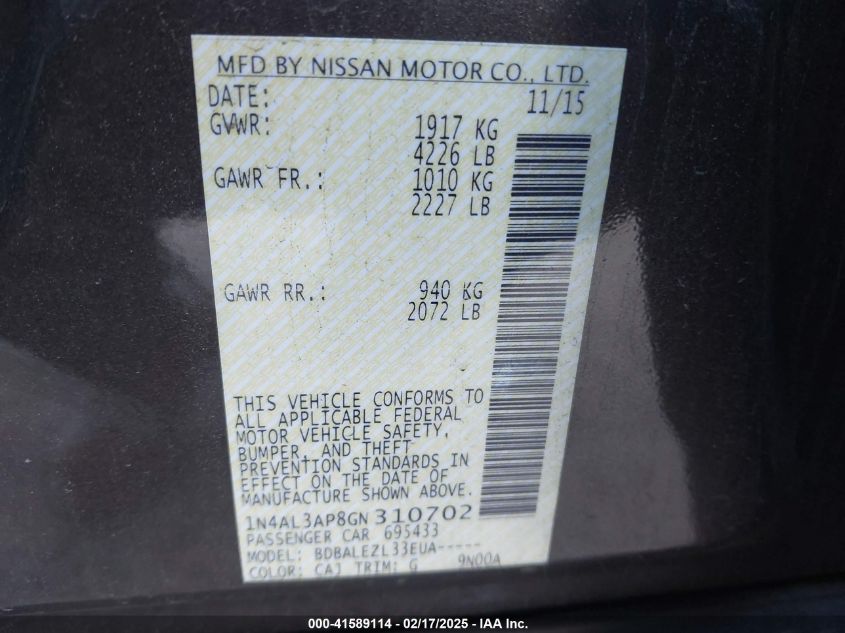 MFD BY NISSAN MOTOR CO., LTD.
DATE: 11/15
GVWR: 1917 KG
4226 LB
GAWR FR.: 1010 KG
2227 LB
GAWR RR.: 940 KG
2072 LB
THIS VEHICLE CONFORMS TO
ALL APPLICABLE FEDERAL
MOTOR VEHICLE SAFETY,
BUMPER, AND THEFT
PREVENTION STANDARDS IN
EFFECT ON THE DATE OF
MANUFACTURE SHOWN ABOVE.
1N4AL3AP8GN310702
PASSENGER CAR 695433
MODEL: BDBALEZL33EUA-----
COLOR: CAJ TRIM: G 9N00A
000-41589114 - 02/17/2025 - IAA Inc.